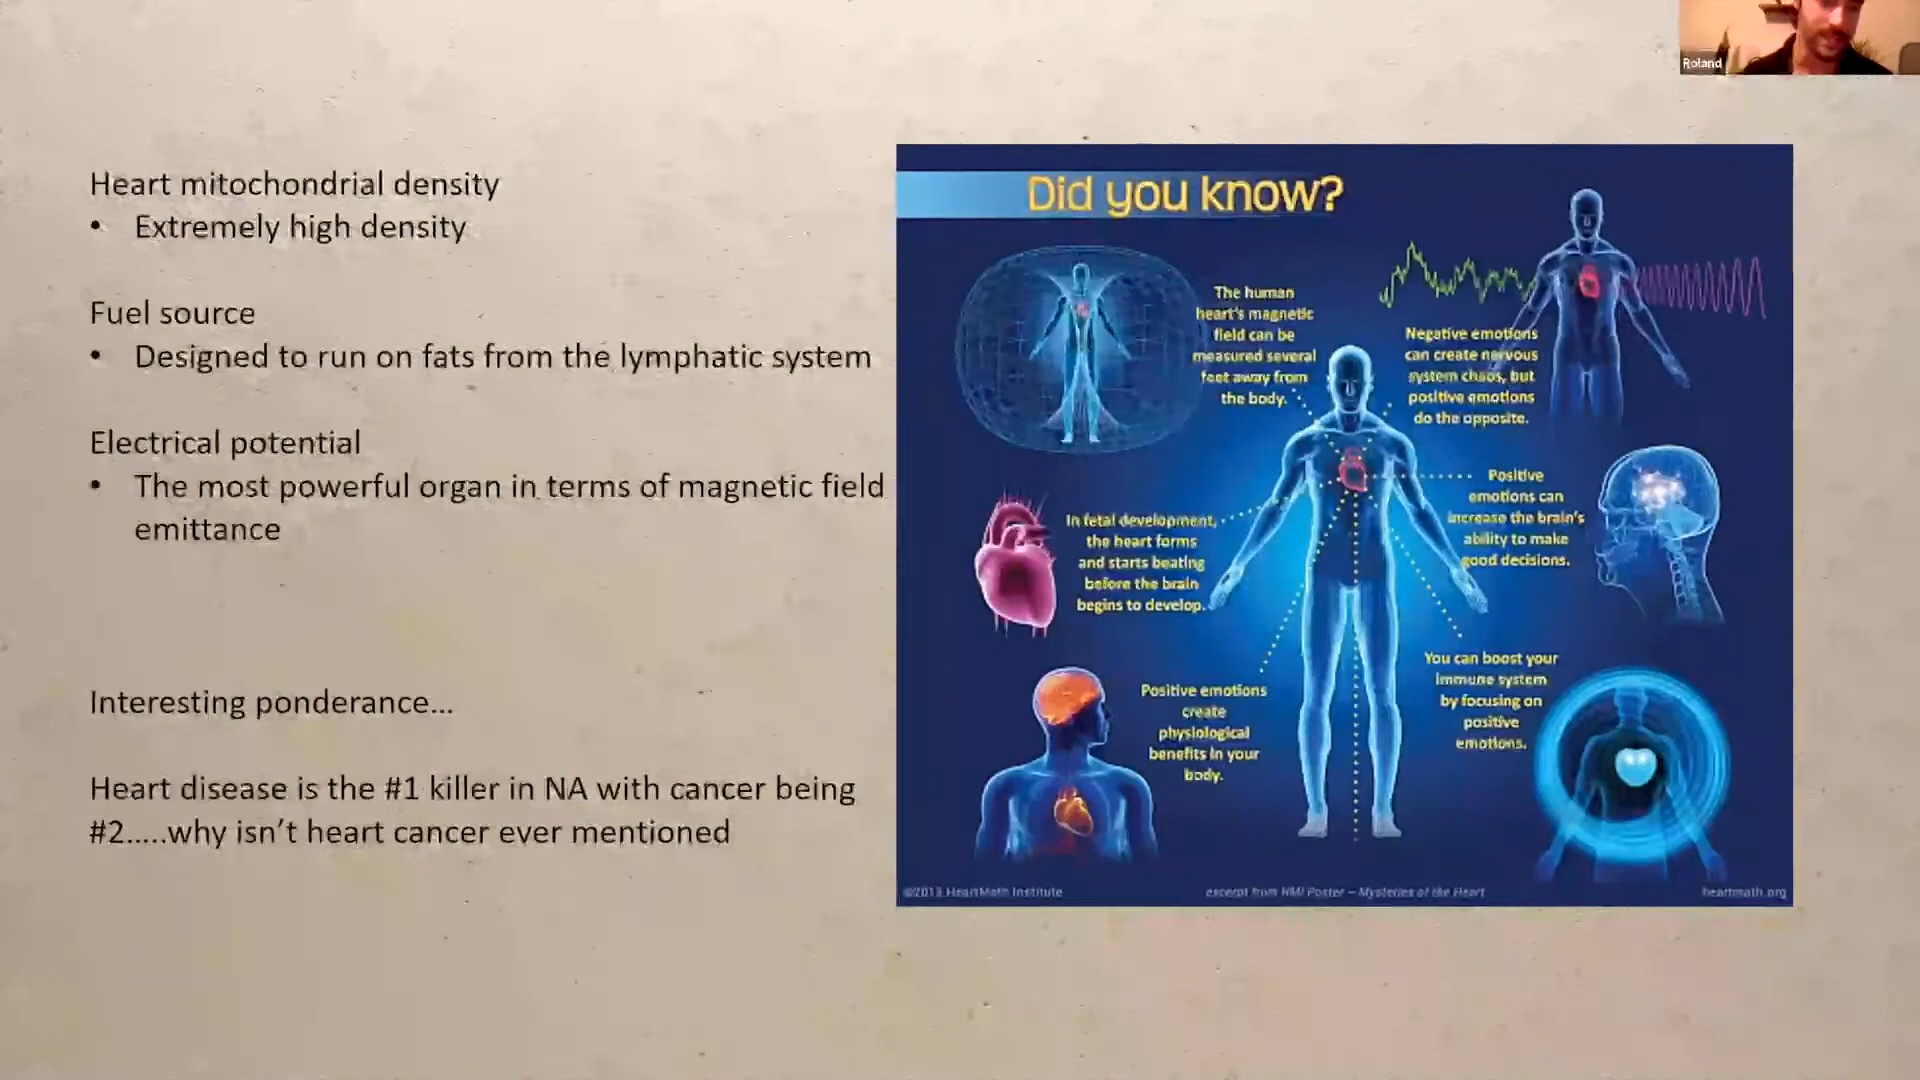 Roland
Heart mitochondrial density
• Extremely high density
Fuel source
• Designed to run on fats from the lymphatic system
Electrical potential
• The most powerful organ in terms of magnetic field
emittance
Interesting ponderance...
Heart disease is the #1 killer in NA with cancer being
#2.....why isn't heart cancer ever mentioned
Did you know?
The human
heart's magnetic
field can be
measured several
feet away from
the body.
Negative emotions
can create nervous
system chaos, but
positive emotions
do the opposite.
Positive
emotions can
increase the brain's
ability to make
good decisions.
In fetal development,
the heart forms
and starts beating
before the brain
begins to develop.
You can boost your
immune system
by focusing on
positive
emotions.
Positive emotions
create
physiological
benefits in your
body.
©2013 HeartMath Institute
excerpt from HMI Poster – Mysteries of the Heart
heartmath.org